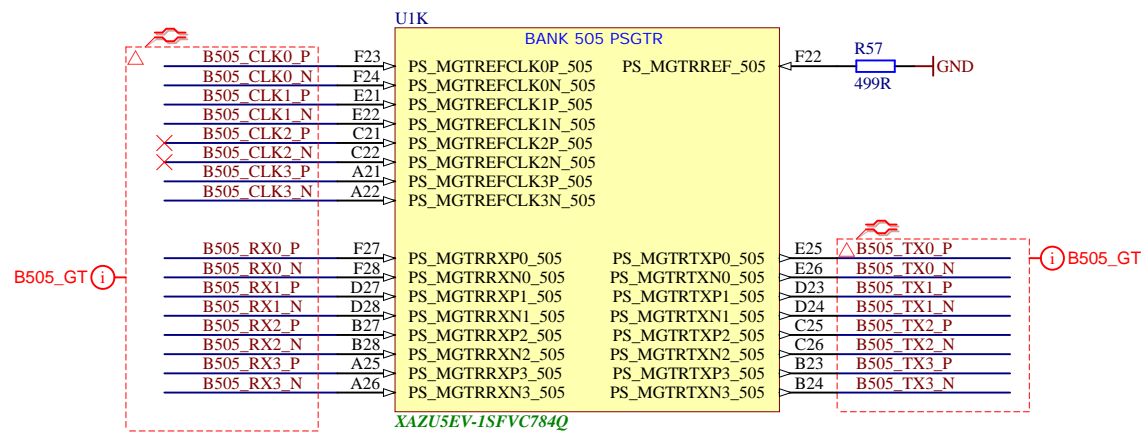 U1K
BANK 505 PSGTR
B505_CLK0_P F23 PS_MGTREFCLK0P_505 PS_MGTRREF_505 F22 R57 499R GND
B505_CLK0_N F24 PS_MGTREFCLK0N_505
B505_CLK1_P E21 PS_MGTREFCLK1P_505
B505_CLK1_N E22 PS_MGTREFCLK1N_505
B505_CLK2_P C21 PS_MGTREFCLK2P_505
B505_CLK2_N C22 PS_MGTREFCLK2N_505
B505_CLK3_P A21 PS_MGTREFCLK3P_505
B505_CLK3_N A22 PS_MGTREFCLK3N_505
B505_RX0_P F27 PS_MGTRRXP0_505 PS_MGTRTXP0_505 E25 B505_TX0_P
B505_GT i B505_RX0_N F28 PS_MGTRRXN0_505 PS_MGTRTXN0_505 E26 B505_TX0_N i B505_GT
B505_RX1_P D27 PS_MGTRRXP1_505 PS_MGTRTXP1_505 D23 B505_TX1_P
B505_RX1_N D28 PS_MGTRRXN1_505 PS_MGTRTXN1_505 D24 B505_TX1_N
B505_RX2_P B27 PS_MGTRRXP2_505 PS_MGTRTXP2_505 C25 B505_TX2_P
B505_RX2_N B28 PS_MGTRRXN2_505 PS_MGTRTXN2_505 C26 B505_TX2_N
B505_RX3_P A25 PS_MGTRRXP3_505 PS_MGTRTXP3_505 B23 B505_TX3_P
B505_RX3_N A26 PS_MGTRRXN3_505 PS_MGTRTXN3_505 B24 B505_TX3_N
XAZU5EV-1SFVC784Q